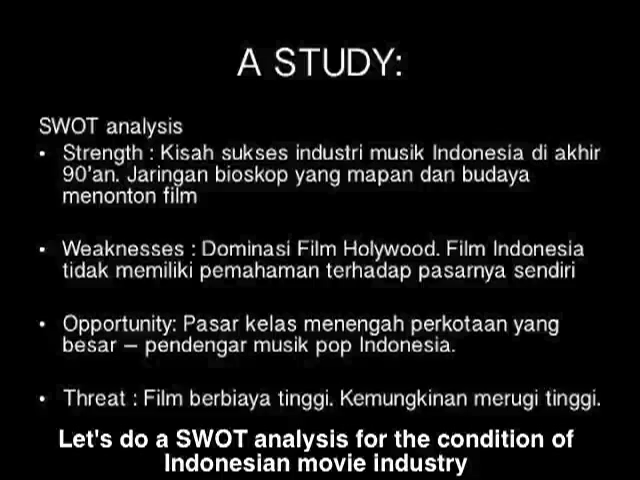 A STUDY:
SWOT analysis
• Strength : Kisah sukses industri musik Indonesia di akhir
90'an. Jaringan bioskop yang mapan dan budaya
menonton film
• Weaknesses : Dominasi Film Holywood. Film Indonesia
tidak memiliki pemahaman terhadap pasarnya sendiri
• Opportunity: Pasar kelas menengah perkotaan yang
besar – pendengar musik pop Indonesia.
• Threat : Film berbiaya tinggi. Kemungkinan merugi tinggi.
Let's do a SWOT analysis for the condition of
Indonesian movie industry